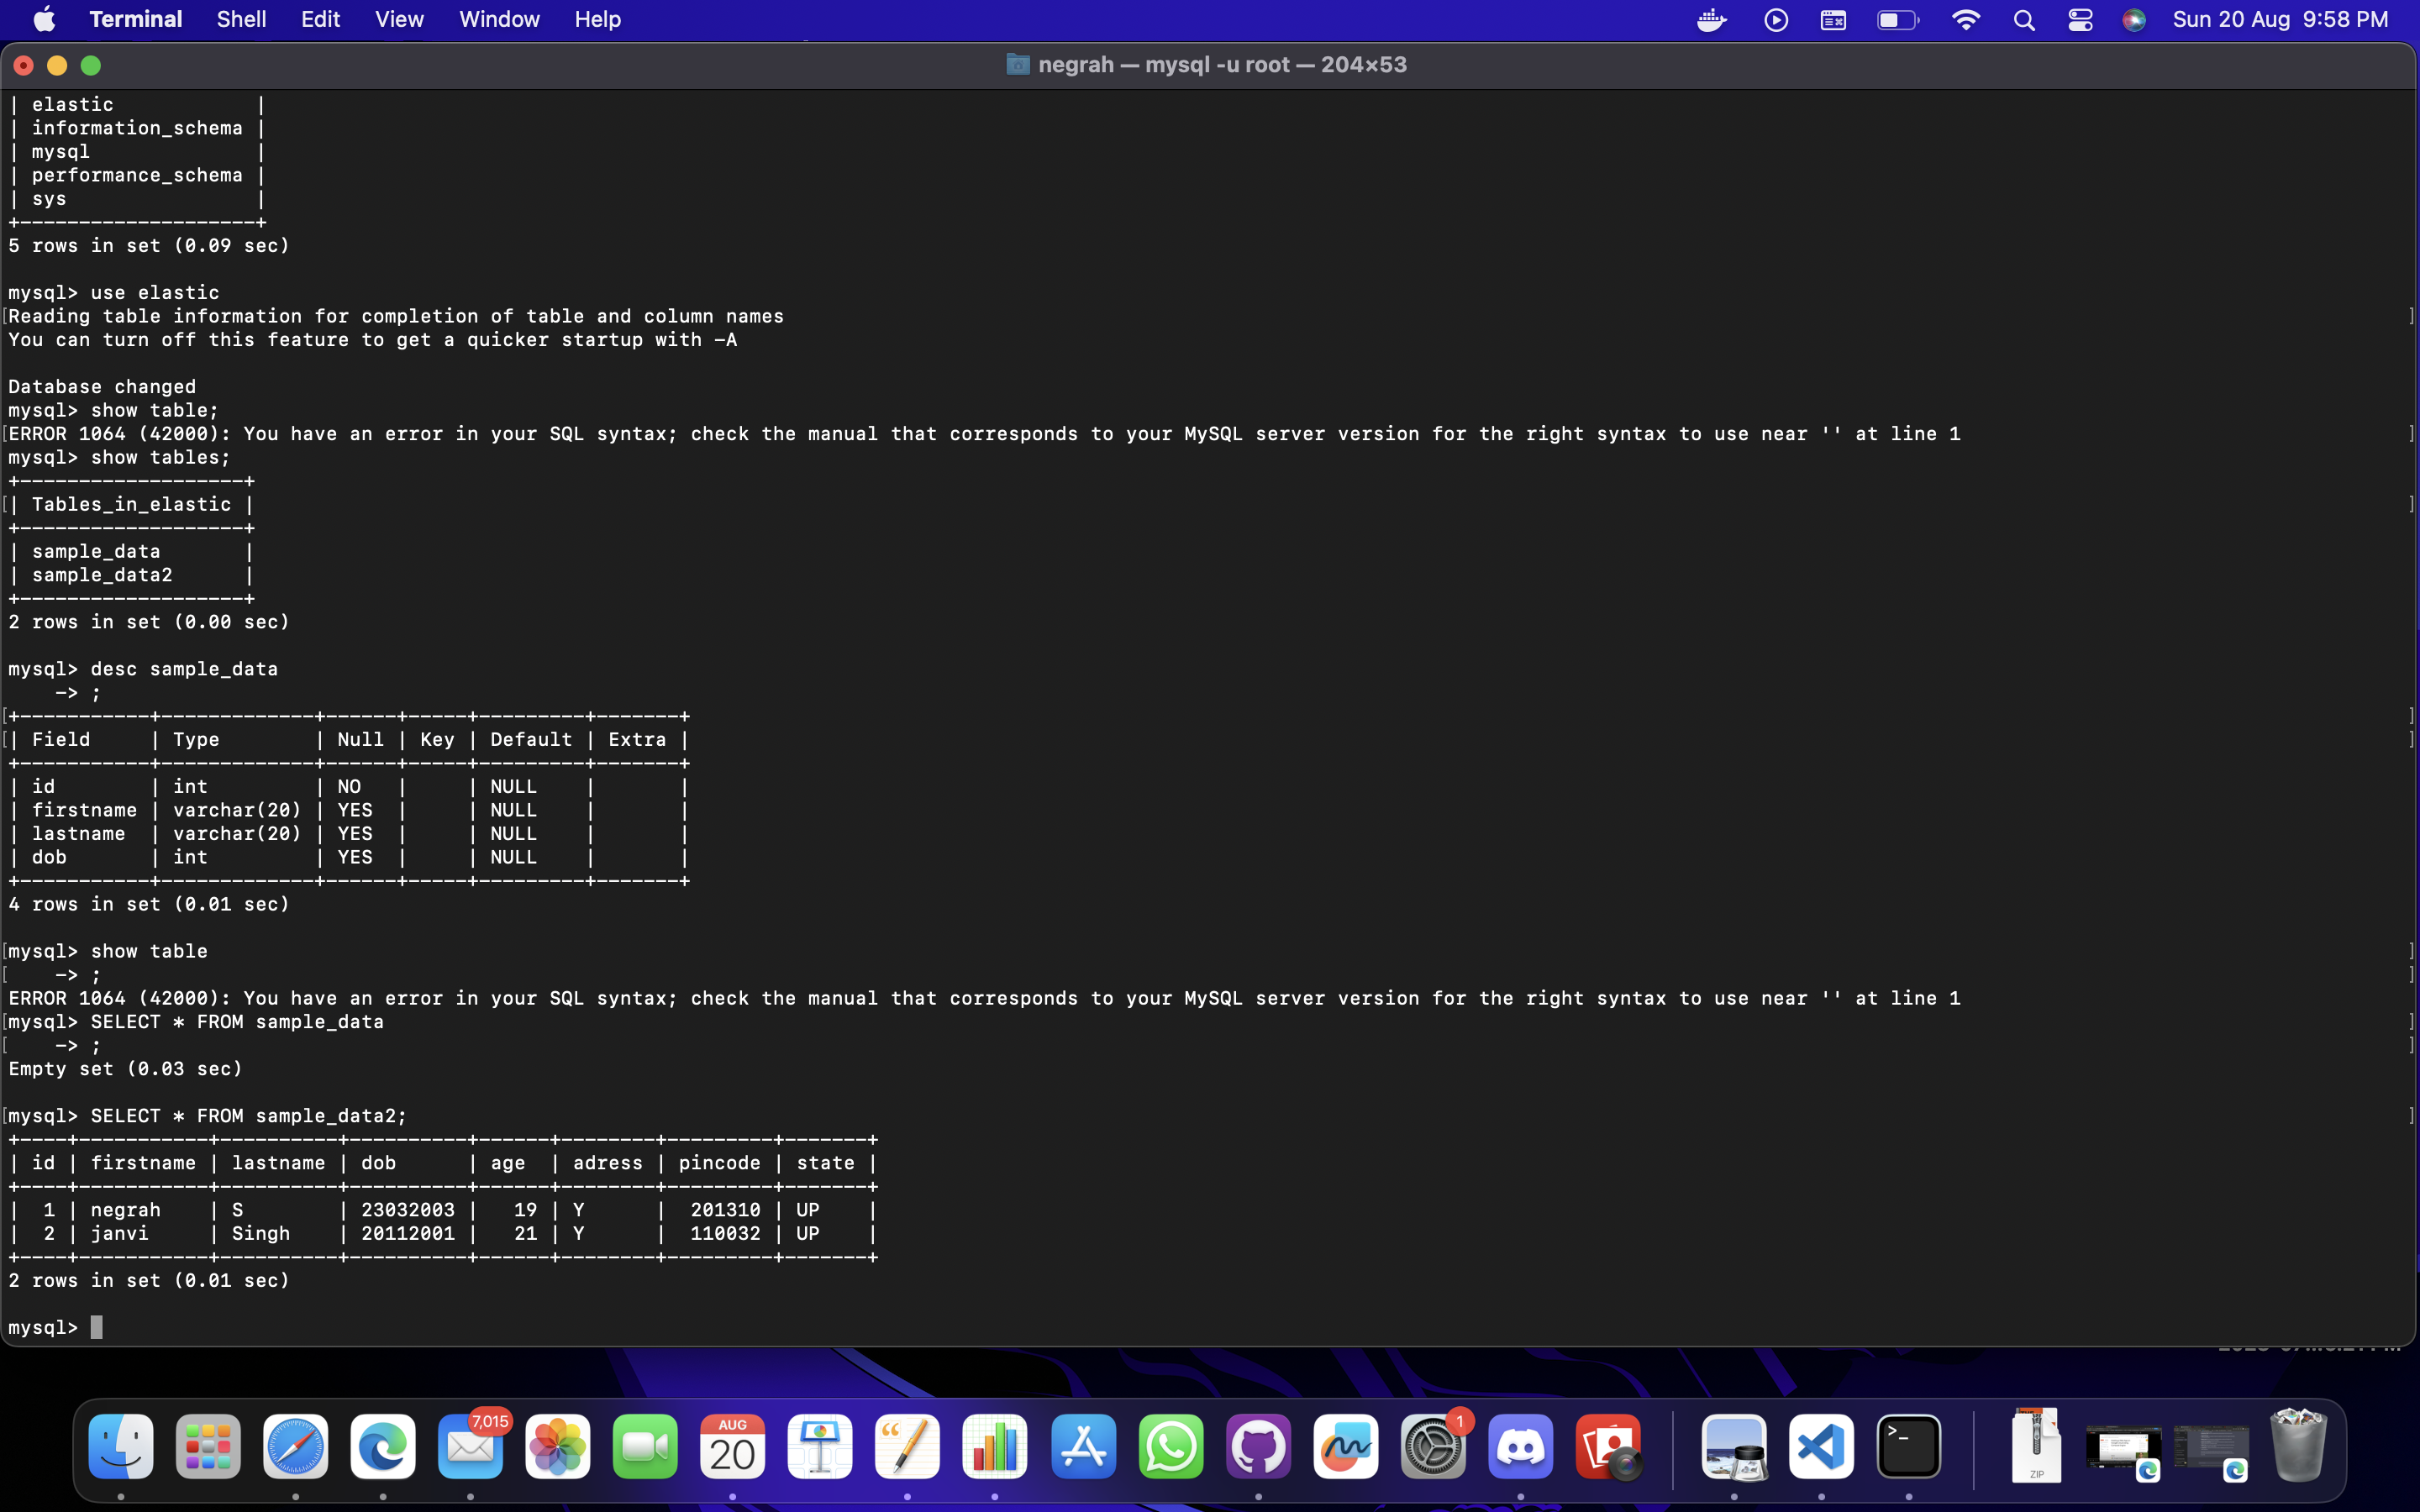 Terminal Shell Edit View Window Help Sun 20 Aug 9:58 PM
negrah — mysql -u root — 204×53
| elastic            |
| information_schema |
| mysql              |
| performance_schema |
| sys                |
+--------------------+
5 rows in set (0.09 sec)
mysql> use elastic
[Reading table information for completion of table and column names ]
You can turn off this feature to get a quicker startup with -A
Database changed
mysql> show table;
[ERROR 1064 (42000): You have an error in your SQL syntax; check the manual that corresponds to your MySQL server version for the right syntax to use near '' at line 1 ]
mysql> show tables;
+-------------------+
[| Tables_in_elastic | ]
+-------------------+
| sample_data       |
| sample_data2      |
+-------------------+
2 rows in set (0.00 sec)
mysql> desc sample_data
    -> ;
[+-----------+-------------+------+-----+---------+-------+ ]
[| Field     | Type        | Null | Key | Default | Extra | ]
+-----------+-------------+------+-----+---------+-------+
| id        | int         | NO   |     | NULL    |       |
| firstname | varchar(20) | YES  |     | NULL    |       |
| lastname  | varchar(20) | YES  |     | NULL    |       |
| dob       | int         | YES  |     | NULL    |       |
+-----------+-------------+------+-----+---------+-------+
4 rows in set (0.01 sec)
[mysql> show table ]
[    -> ; ]
ERROR 1064 (42000): You have an error in your SQL syntax; check the manual that corresponds to your MySQL server version for the right syntax to use near '' at line 1
[mysql> SELECT * FROM sample_data ]
[    -> ; ]
Empty set (0.03 sec)
[mysql> SELECT * FROM sample_data2; ]
+----+-----------+----------+----------+------+--------+---------+-------+
| id | firstname | lastname | dob      | age  | adress | pincode | state |
+----+-----------+----------+----------+------+--------+---------+-------+
|  1 | negrah    | S        | 23032003 |   19 | Y      |  201310 | UP    |
|  2 | janvi     | Singh    | 20112001 |   21 | Y      |  110032 | UP    |
+----+-----------+----------+----------+------+--------+---------+-------+
2 rows in set (0.01 sec)
mysql>
7,015
AUG
20
1
>_
ZIP